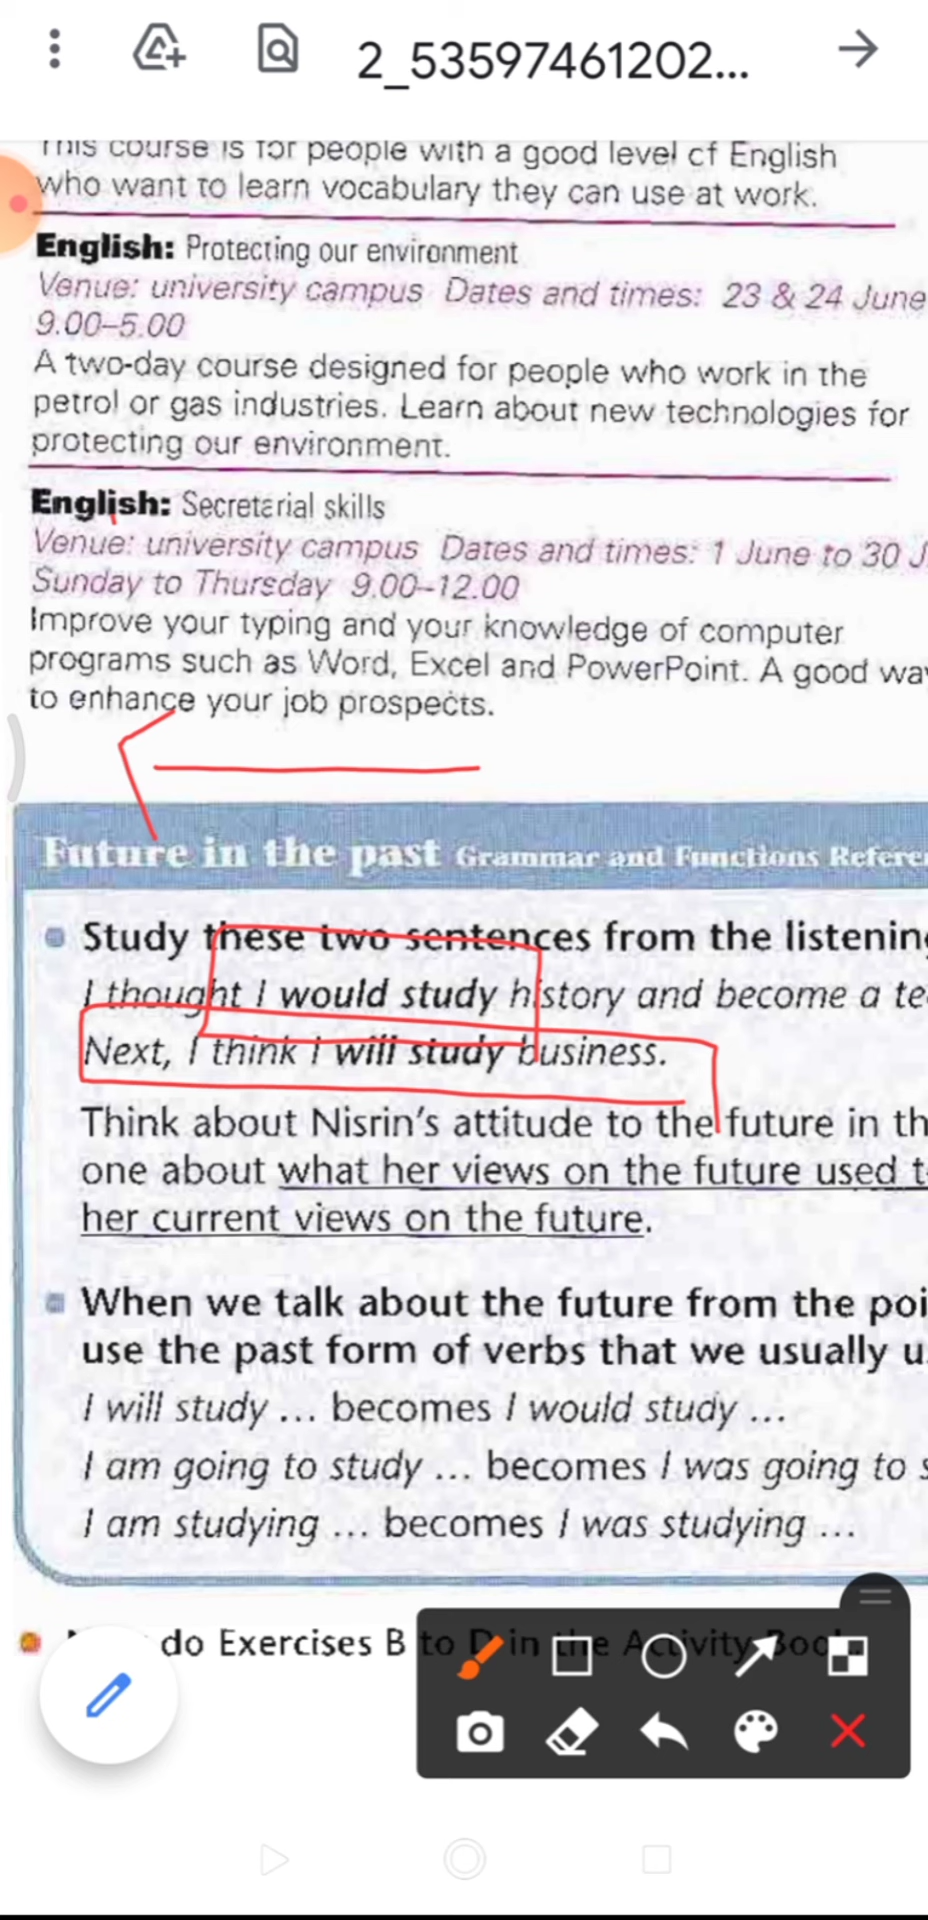 2_53597461202...
This course is for people with a good level of English
who want to learn vocabulary they can use at work.
English: Protecting our environment
Venue: university campus Dates and times: 23 & 24 June
9.00–5.00
A two-day course designed for people who work in the
petrol or gas industries. Learn about new technologies for
protecting our environment.
English: Secretarial skills
Venue: university campus Dates and times: 1 June to 30 J
Sunday to Thursday 9.00–12.00
Improve your typing and your knowledge of computer
programs such as Word, Excel and PowerPoint. A good
to enhance your job prospects.
Future in the past Grammar and Functions
Study these two sentences from the
I thought I would study history and become a
Next, I think I will study business.
Think about Nisrin's attitude to the future in
one about what her views on the future used
her current views on the future.
When we talk about the future from the
use the past form of verbs that we usually
I will study ... becomes I would study ...
I am going to study ... becomes I was going to
I am studying ... becomes I was studying ...
do Exercises B to D in the Activity